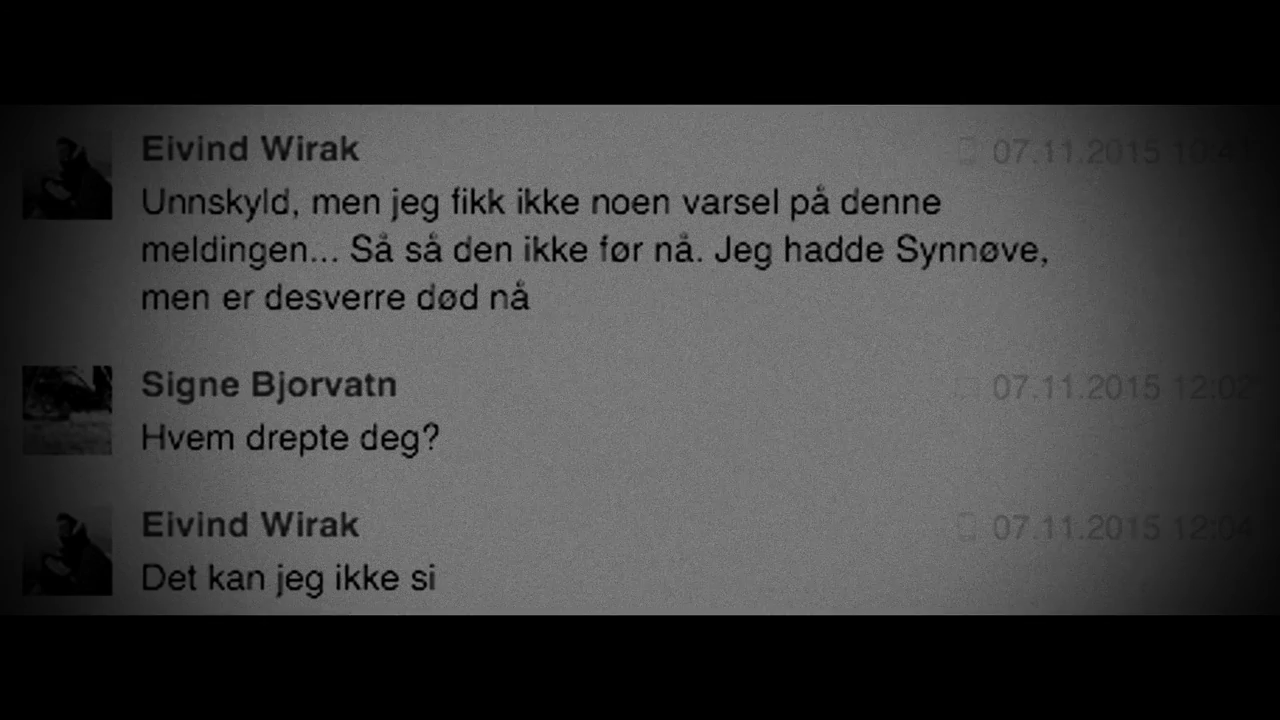 Eivind Wirak
07.11.2015
Unnskyld, men jeg fikk ikke noen varsel på denne
meldingen... Så så den ikke før nå. Jeg hadde Synnøve,
men er desverre død nå
Signe Bjorvatn
07.11.2015 12:02
Hvem drepte deg?
Eivind Wirak
07.11.2015 12:04
Det kan jeg ikke si